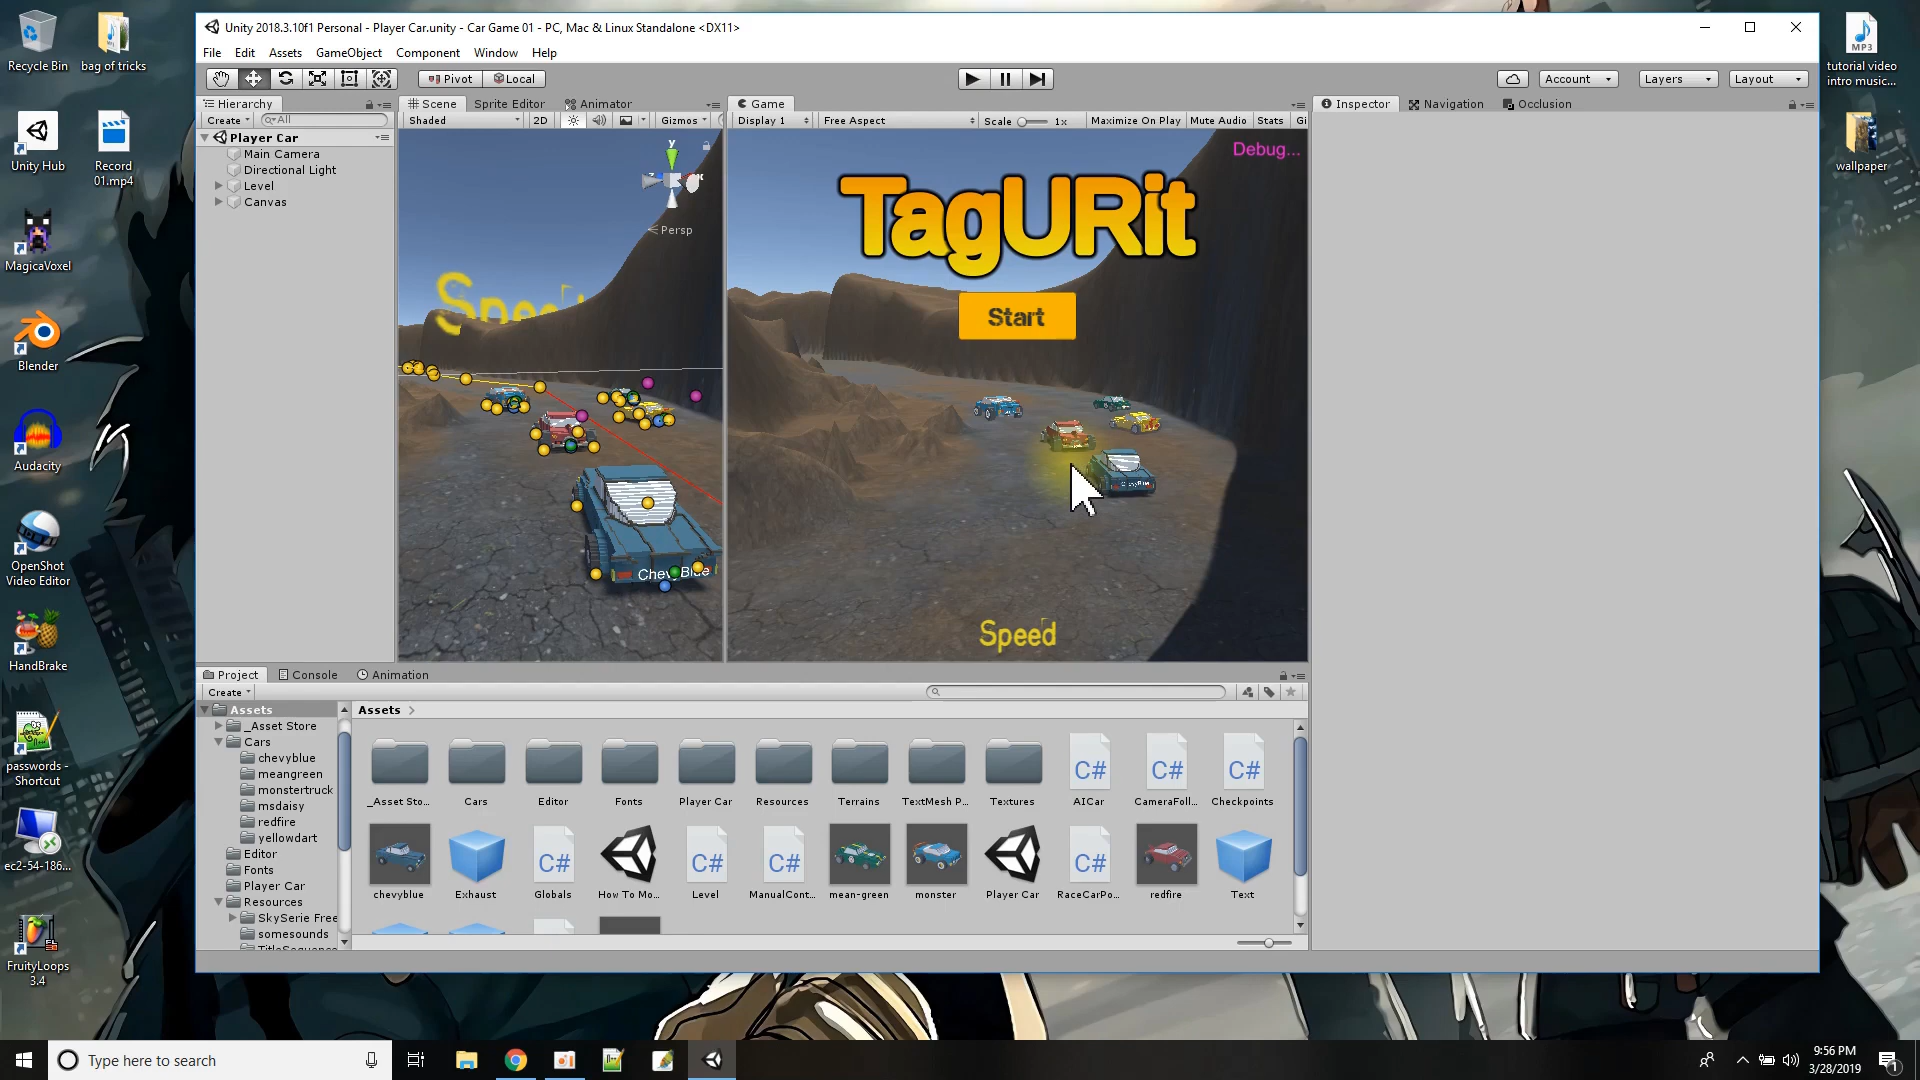 Unity 2018.3.10f1 Personal - Player Car.unity - Car Game 01 - PC, Mac & Linux Standalone <DX11>
File Edit Assets GameObject Component Window Help
Pivot Local
Account Layers Layout
Hierarchy
Create All
Player Car
Main Camera
Directional Light
Level
Canvas
Scene Sprite Editor Animator
Shaded 2D Gizmos
y
x
z
Persp
Speed
ChevyBlue
Game
Display 1 Free Aspect Scale 1x Maximize On Play Mute Audio Stats Gi
Debug...
TagURit
Start
ChevyBlue
Speed
Inspector Navigation Occlusion
Project Console Animation
Create
Assets
_Asset Store
Cars
chevyblue
meangreen
monstertruck
msdaisy
redfire
yellowdart
Editor
Fonts
Player Car
Resources
SkySerie Free
somesounds
TitleSequence
Assets
C# C# C#
_Asset Sto... Cars Editor Fonts Player Car Resources Terrains TextMesh P... Textures AICar CameraFoll... Checkpoints
C# C# C# C#
chevyblue Exhaust Globals How To Mo... Level ManualCont... mean-green monster Player Car RaceCarPo... redfire Text
Recycle Bin
bag of tricks
Unity Hub
Record
01.mp4
MagicaVoxel
Blender
Audacity
OpenShot
Video Editor
HandBrake
passwords -
Shortcut
ec2-54-186...
FruityLoops
3.4
MP3
tutorial video
intro music...
wallpaper
Type here to search
9:56 PM
3/28/2019
1